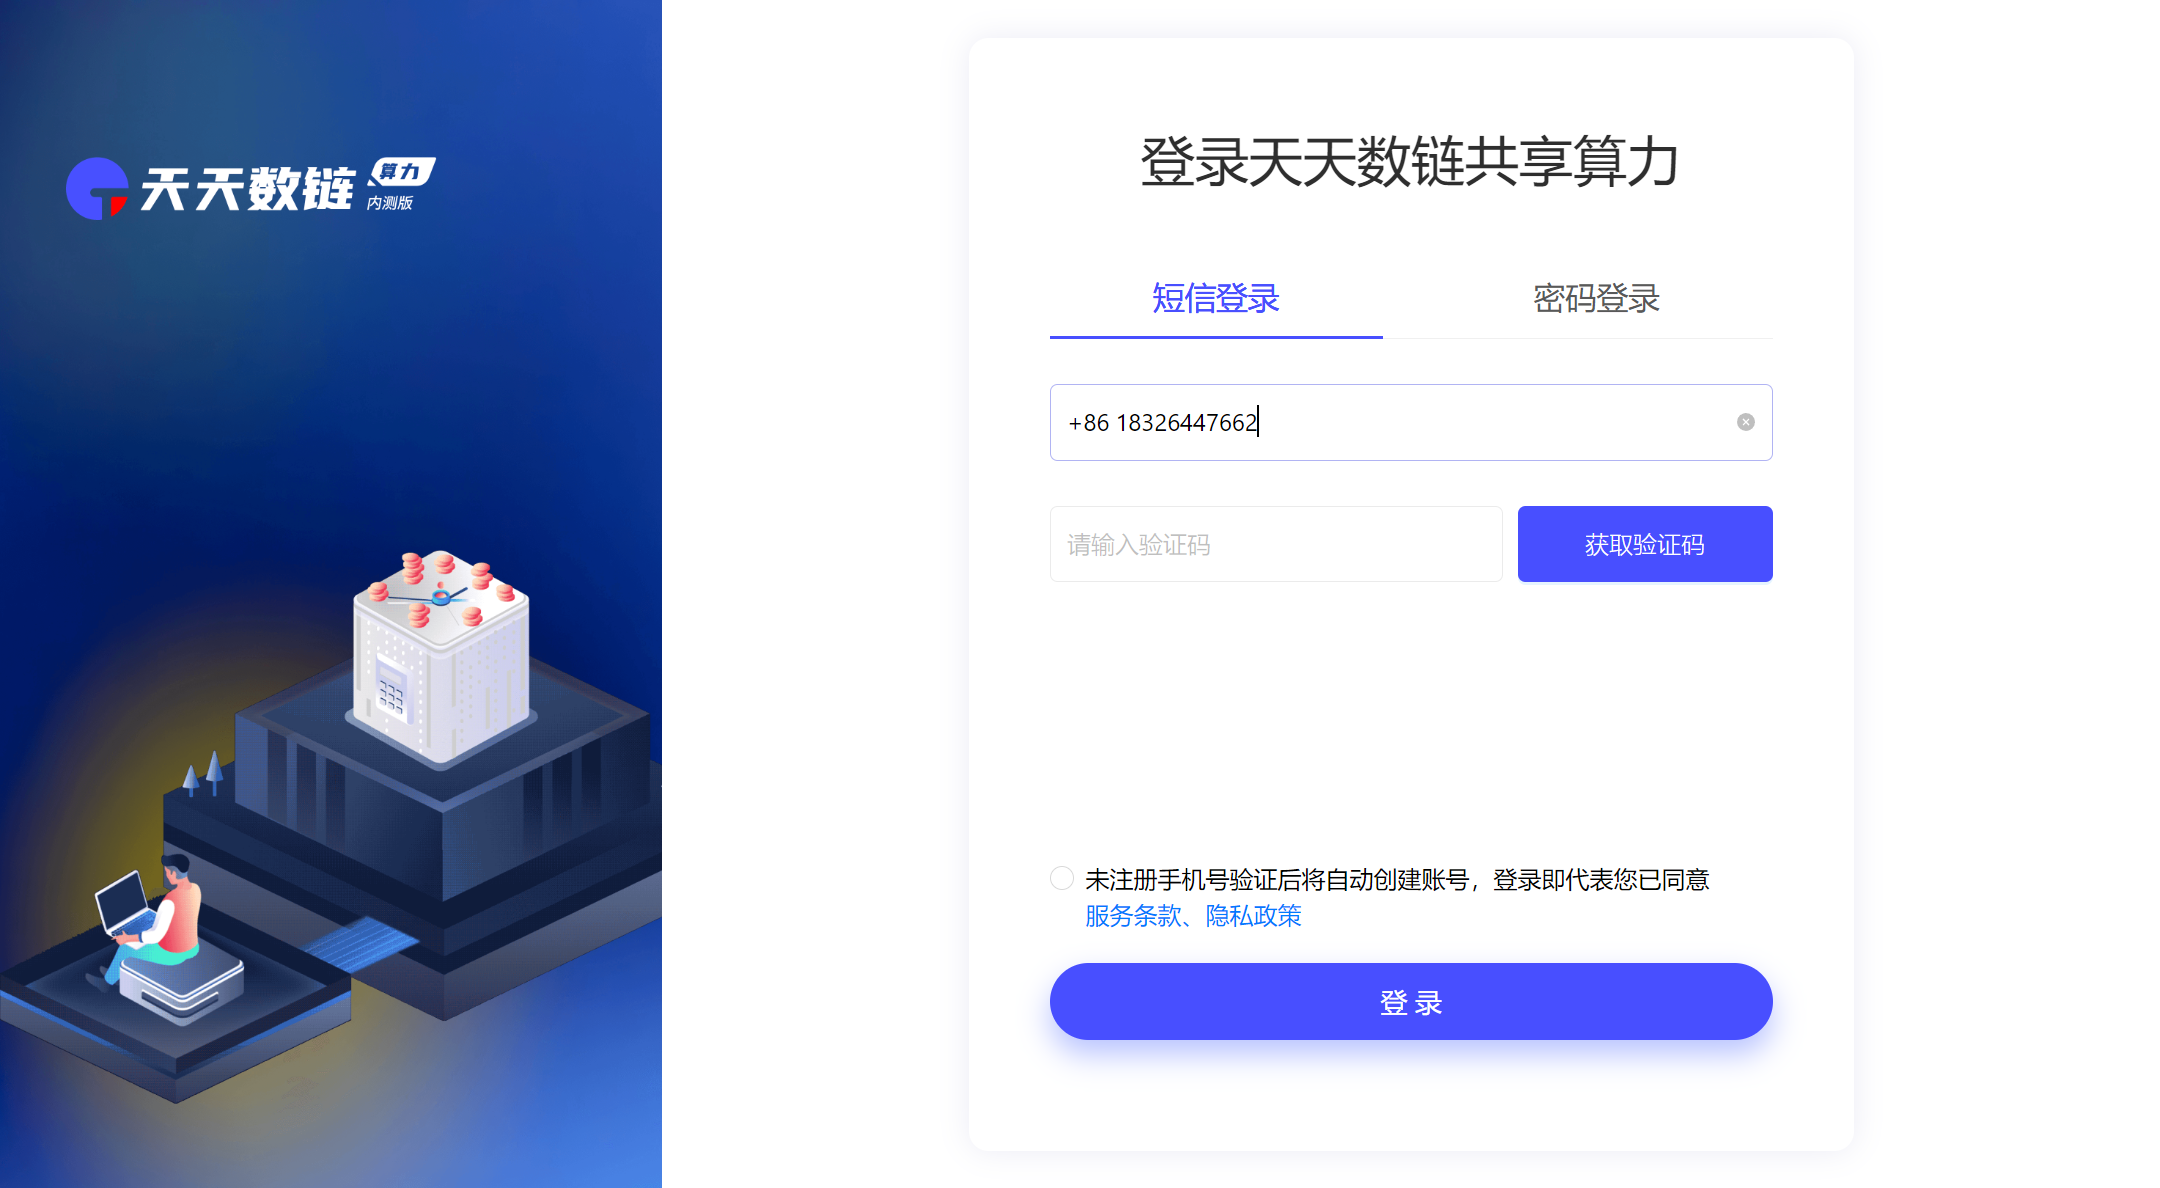 天天数链
算力
内测版
登录天天数链共享算力
短信登录
密码登录
+86 18326447662
请输入验证码
获取验证码
未注册手机号验证后将自动创建账号，登录即代表您已同意
服务条款、隐私政策
登 录